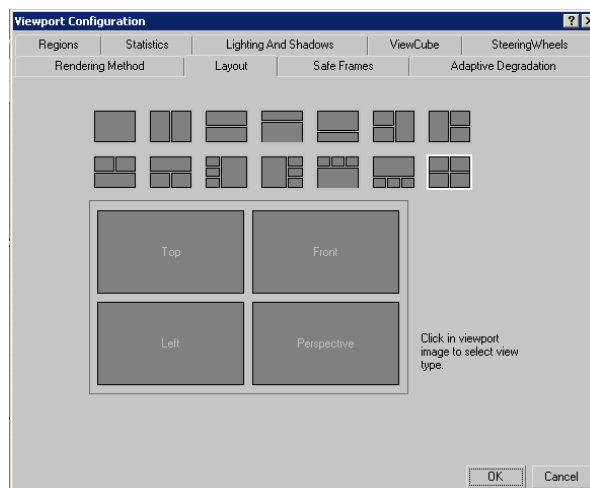 Viewport Configuration
Regions Statistics Lighting And Shadows ViewCube SteeringWheels
Rendering Method Layout Safe Frames Adaptive Degradation
Top Front
Left Perspective
Click in viewport
image to select view
type.
OK Cancel